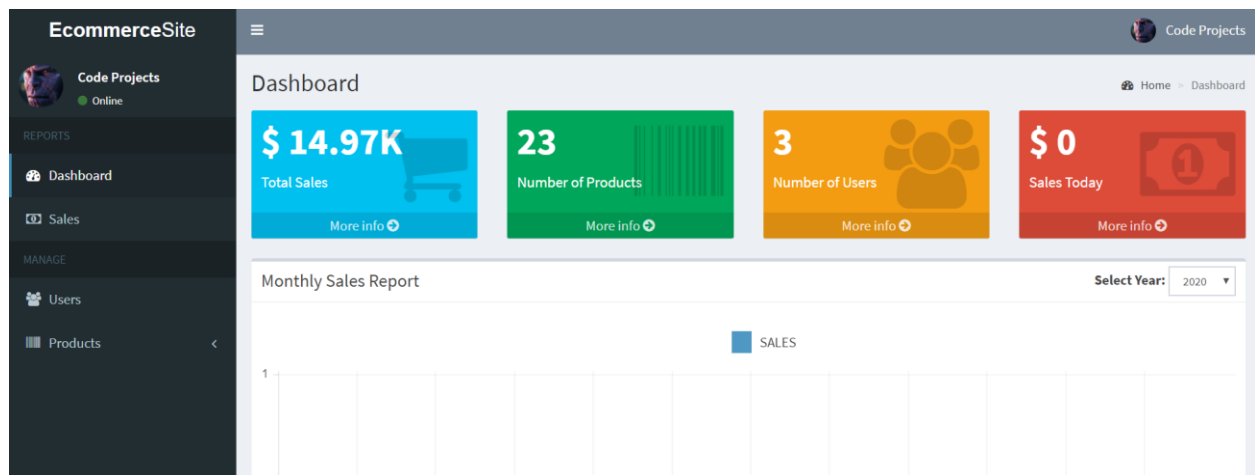 EcommerceSite
Code Projects
Code Projects
Online
REPORTS
Dashboard
Sales
MANAGE
Users
Products
Dashboard
Home > Dashboard
$ 14.97K
Total Sales
More info
23
Number of Products
More info
3
Number of Users
More info
$ 0
Sales Today
More info
Monthly Sales Report
Select Year: 2020
SALES
1